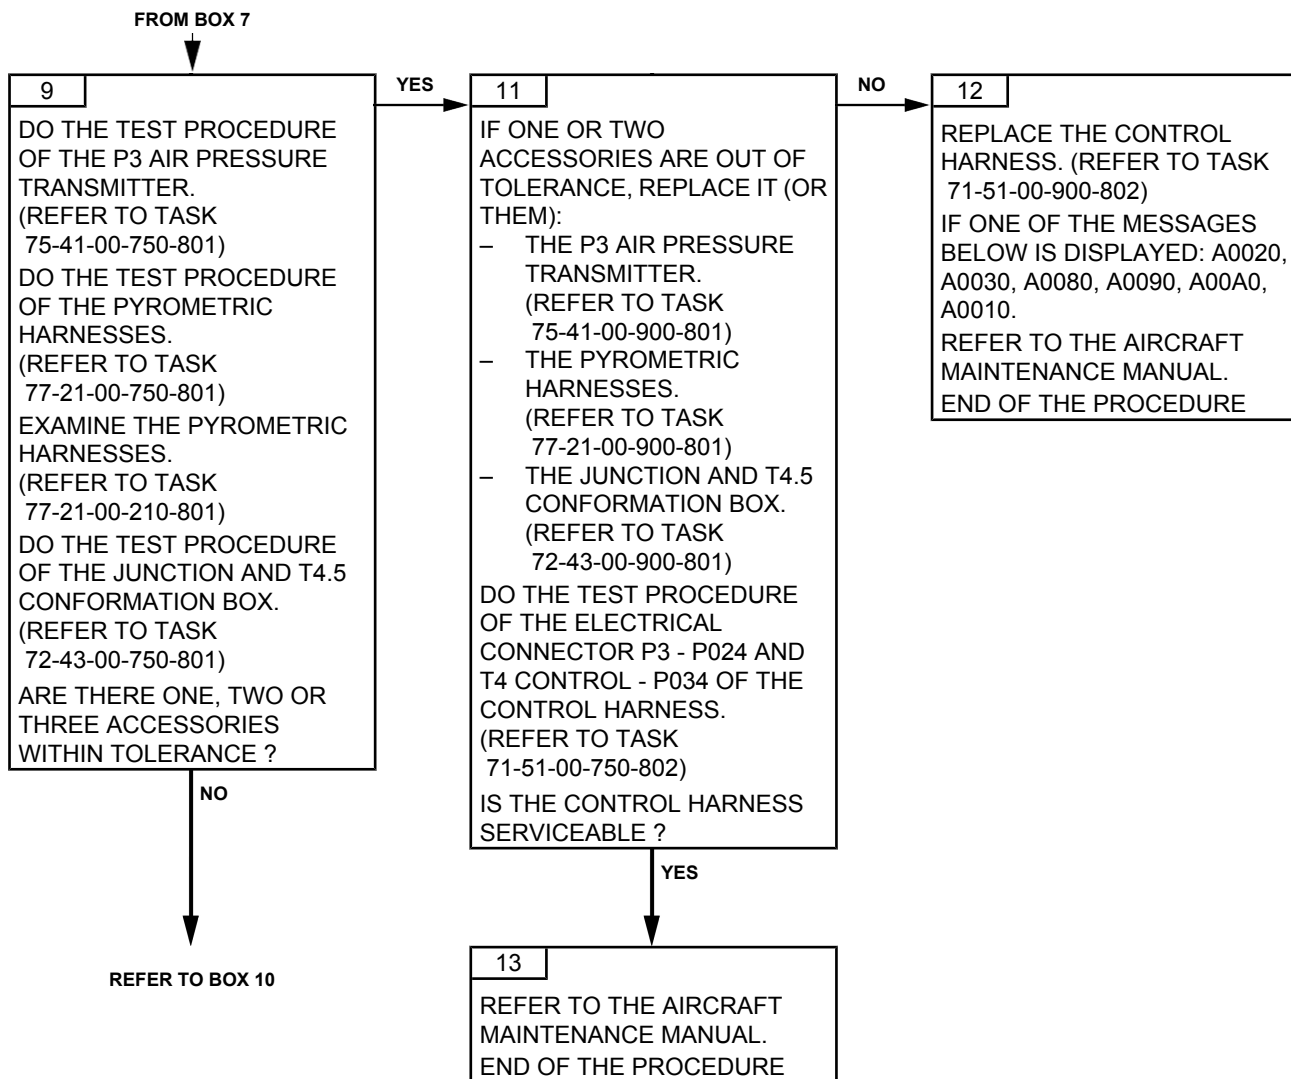 FROM BOX 7
9
DO THE TEST PROCEDURE
OF THE P3 AIR PRESSURE
TRANSMITTER.
(REFER TO TASK
75-41-00-750-801)
DO THE TEST PROCEDURE
OF THE PYROMETRIC
HARNESSES.
(REFER TO TASK
77-21-00-750-801)
EXAMINE THE PYROMETRIC
HARNESSES.
(REFER TO TASK
77-21-00-210-801)
DO THE TEST PROCEDURE
OF THE JUNCTION AND T4.5
CONFORMATION BOX.
(REFER TO TASK
72-43-00-750-801)
ARE THERE ONE, TWO OR
THREE ACCESSORIES
WITHIN TOLERANCE ?
NO
REFER TO BOX 10
YES
11
IF ONE OR TWO
ACCESSORIES ARE OUT OF
TOLERANCE, REPLACE IT (OR
THEM):
– THE P3 AIR PRESSURE
TRANSMITTER.
(REFER TO TASK
75-41-00-900-801)
– THE PYROMETRIC
HARNESSES.
(REFER TO TASK
77-21-00-900-801)
– THE JUNCTION AND T4.5
CONFORMATION BOX.
(REFER TO TASK
72-43-00-900-801)
DO THE TEST PROCEDURE
OF THE ELECTRICAL
CONNECTOR P3 - P024 AND
T4 CONTROL - P034 OF THE
CONTROL HARNESS.
(REFER TO TASK
71-51-00-750-802)
IS THE CONTROL HARNESS
SERVICEABLE ?
YES
13
REFER TO THE AIRCRAFT
MAINTENANCE MANUAL.
END OF THE PROCEDURE
NO
12
REPLACE THE CONTROL
HARNESS. (REFER TO TASK
71-51-00-900-802)
IF ONE OF THE MESSAGES
BELOW IS DISPLAYED: A0020,
A0030, A0080, A0090, A00A0,
A0010.
REFER TO THE AIRCRAFT
MAINTENANCE MANUAL.
END OF THE PROCEDURE